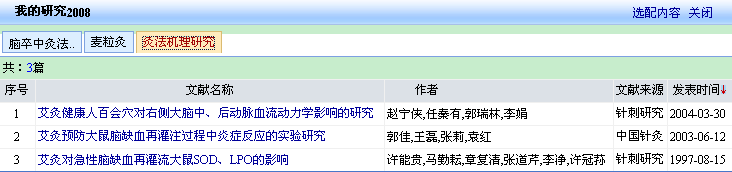 我的研究2008 选配内容 关闭
脑卒中灸法.. 麦粒灸 灸法机理研究
共：3篇
序号 文献名称 作者 文献来源 发表时间↓
1 艾灸健康人百会穴对右侧大脑中、后动脉血流动力学影响的研究 赵宁侠,任秦有,郭瑞林,李娟 针刺研究 2004-03-30
2 艾灸预防大鼠脑缺血再灌注过程中炎症反应的实验研究 郭佳,王磊,张莉,袁红 中国针灸 2003-06-12
3 艾灸对急性脑缺血再灌流大鼠SOD、LPO的影响 许能贵,马勤耘,章复清,张道芹,李净,许冠荪 针刺研究 1997-08-15